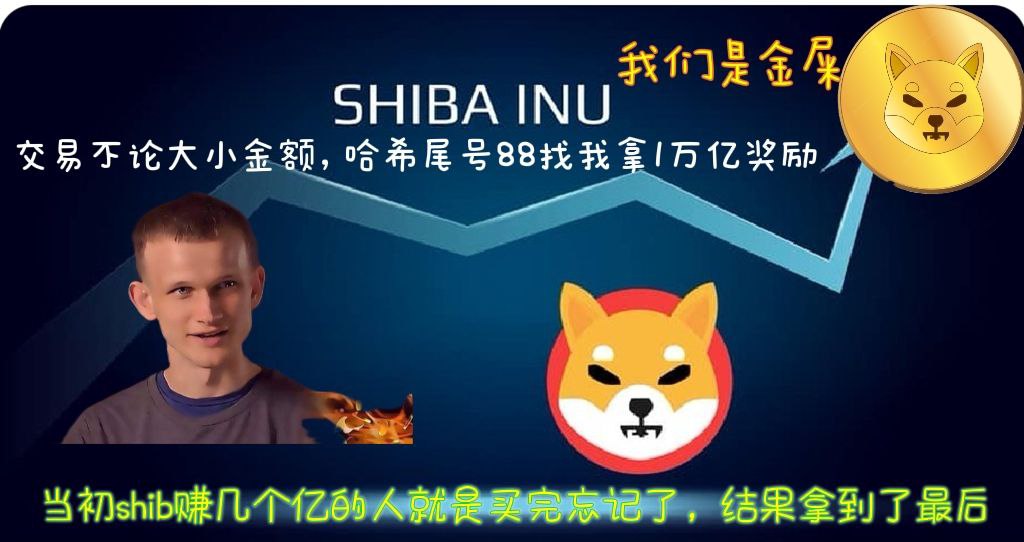 我们是金屎
SHIBA INU
交易不论大小金额,哈希尾号88找我拿1万亿奖励
当初shib赚几个亿的人就是买完忘记了,结果拿到了最后